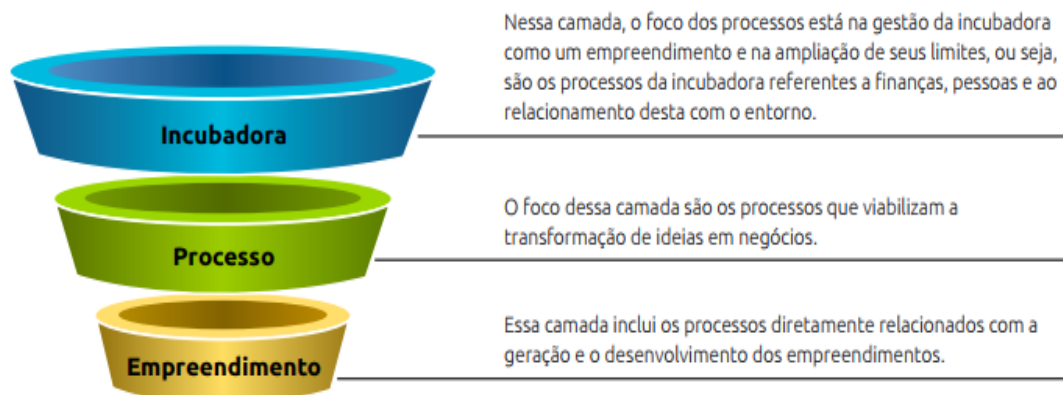 Nessa camada, o foco dos processos está na gestão da incubadora
como um empreendimento e na ampliação de seus limites, ou seja,
são os processos da incubadora referentes a finanças, pessoas e ao
relacionamento desta com o entorno.
Incubadora
O foco dessa camada são os processos que viabilizam a
transformação de ideias em negócios.
Processo
Essa camada inclui os processos diretamente relacionados com a
geração e o desenvolvimento dos empreendimentos.
Empreendimento